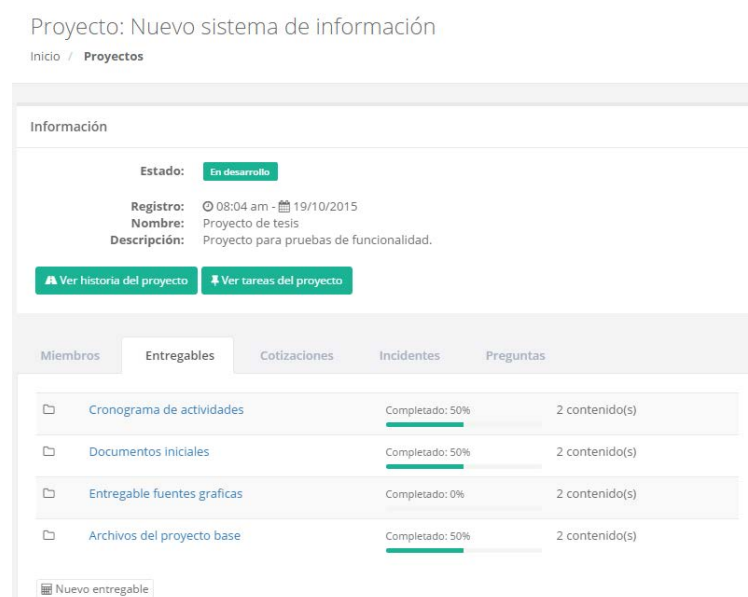 Proyecto: Nuevo sistema de información
Inicio / Proyectos
Información
Estado: En desarrollo
Registro: 08:04 am - 19/10/2015
Nombre: Proyecto de tesis
Descripción: Proyecto para pruebas de funcionalidad.
Ver historia del proyecto Ver tareas del proyecto
Miembros Entregables Cotizaciones Incidentes Preguntas
Cronograma de actividades Completado: 50% 2 contenido(s)
Documentos iniciales Completado: 50% 2 contenido(s)
Entregable fuentes graficas Completado: 0% 2 contenido(s)
Archivos del proyecto base Completado: 50% 2 contenido(s)
Nuevo entregable